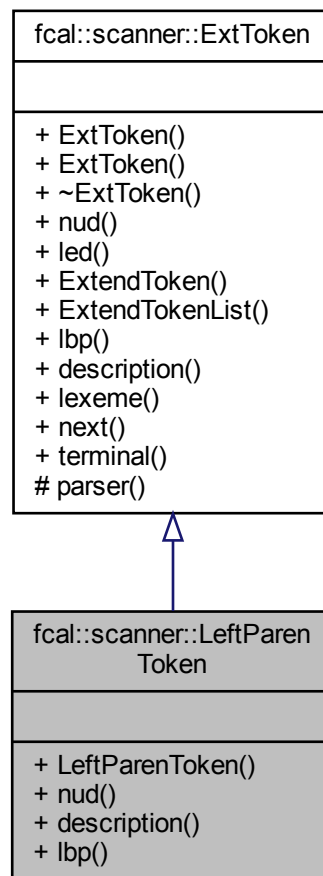 fcal::scanner::ExtToken
+ ExtToken()
+ ExtToken()
+ ~ExtToken()
+ nud()
+ led()
+ ExtendToken()
+ ExtendTokenList()
+ lbp()
+ description()
+ lexeme()
+ next()
+ terminal()
# parser()
fcal::scanner::LeftParen
Token
+ LeftParenToken()
+ nud()
+ description()
+ lbp()